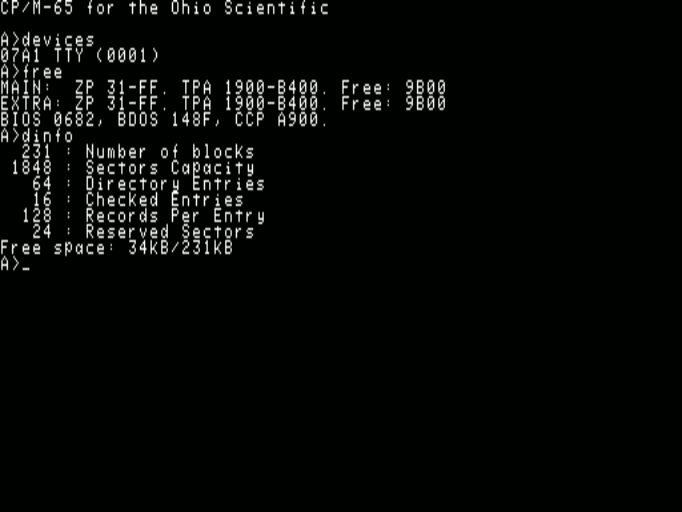 CP/M-65 for the Ohio Scientific
A>devices
07A1 TTY (0001)
A>free
MAIN:  ZP 31-FF. TPA 1900-B400. Free: 9B00
EXTRA: ZP 31-FF. TPA 1900-B400. Free: 9B00
BIOS 0682, BDOS 148F, CCP A900.
A>dinfo
  231 : Number of blocks
 1848 : Sectors Capacity
   64 : Directory Entries
   16 : Checked Entries
  128 : Records Per Entry
   24 : Reserved Sectors
Free space: 34kB/231kB
A>_